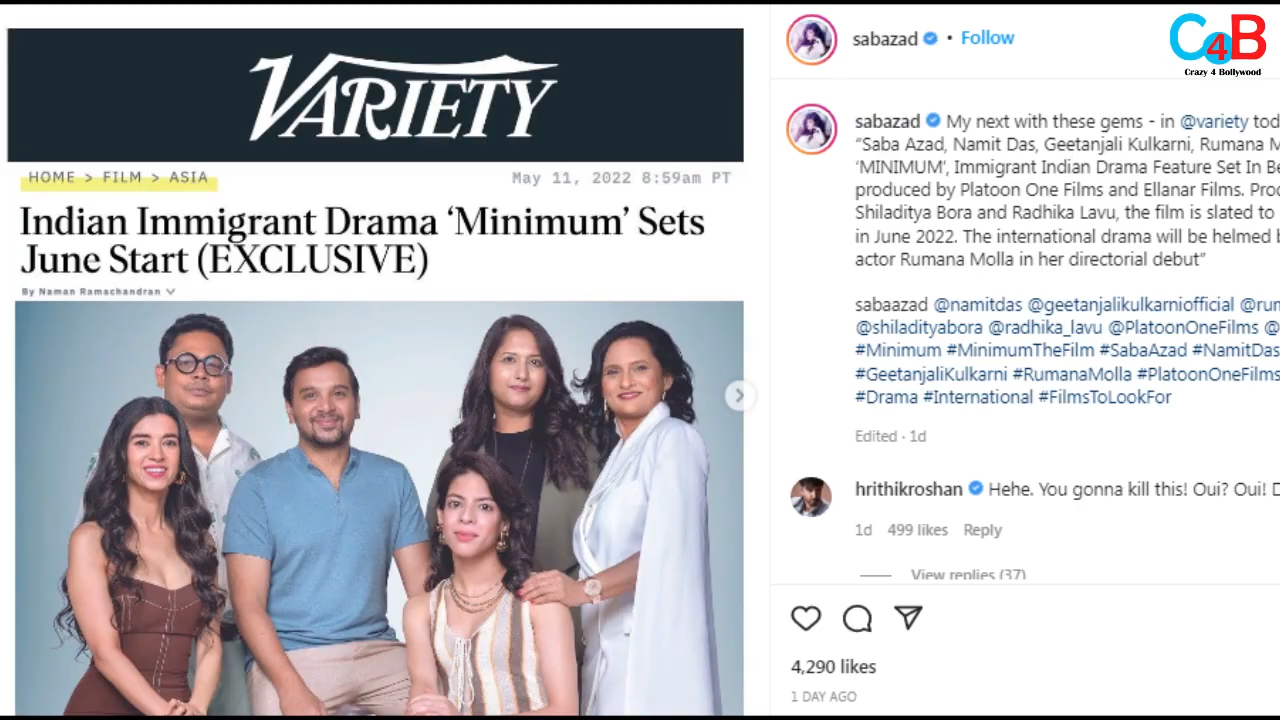 VARIETY
HOME > FILM > ASIA
May 11, 2022 8:59am PT
Indian Immigrant Drama ‘Minimum’ Sets
June Start (EXCLUSIVE)
By Naman Ramachandran
sabazad • Follow
C4B
Crazy 4 Bollywood
sabazad My next with these gems - in @variety tod
“Saba Azad, Namit Das, Geetanjali Kulkarni, Rumana M
‘MINIMUM’, Immigrant Indian Drama Feature Set In Be
produced by Platoon One Films and Ellanar Films. Prod
Shiladitya Bora and Radhika Lavu, the film is slated to
in June 2022. The international drama will be helmed b
actor Rumana Molla in her directorial debut”
sabaazad @namitdas @geetanjalikulkarniofficial @rum
@shiladityabora @radhika_lavu @PlatoonOneFilms @
#Minimum #MinimumTheFilm #SabaAzad #NamitDas
#GeetanjaliKulkarni #RumanaMolla #PlatoonOneFilms
#Drama #International #FilmsToLookFor
Edited · 1d
hrithikroshan Hehe. You gonna kill this! Oui? Oui! D
1d 499 likes Reply
View replies (37)
4,290 likes
1 DAY AGO